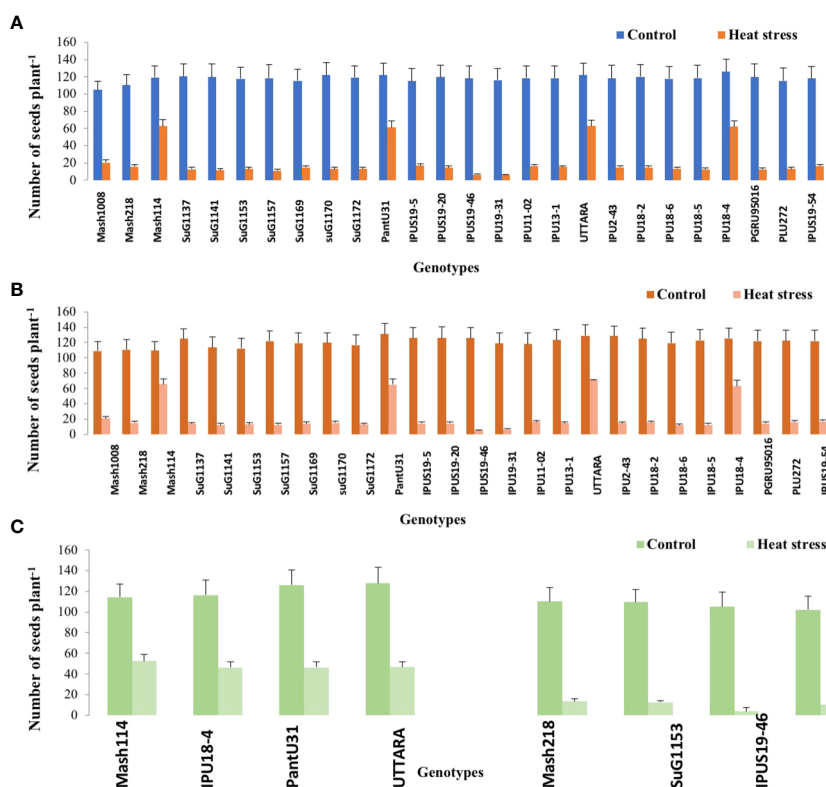 A
Control
Heat stress
Number of seeds plant⁻¹
160
140
120
100
80
60
40
20
0
Mash1008
Mash218
Mash114
SuG1137
SuG1141
SuG1153
SuG1157
SuG1169
suG1170
SuG1172
PantU31
IPUS19-5
IPUS19-20
IPUS19-46
IPU19-31
IPU11-02
IPU13-1
UTTARA
IPU2-43
IPU18-2
IPU18-6
IPU18-5
IPU18-4
PGRU95016
PLU272
IPUS19-54
Genotypes
B
Control
Heat stress
Number of seeds plant⁻¹
160
140
120
100
80
60
40
20
0
Mash1008
Mash218
Mash114
SuG1137
SuG1141
SuG1153
SuG1157
SuG1169
suG1170
SuG1172
PantU31
IPUS19-5
IPUS19-20
IPUS19-46
IPU19-31
IPU11-02
IPU13-1
UTTARA
IPU2-43
IPU18-2
IPU18-6
IPU18-5
IPU18-4
PGRU95016
PLU272
IPUS19-54
Genotypes
C
Control
Heat stress
Number of seeds plant⁻¹
160
140
120
100
80
60
40
20
0
Mash114
IPU18-4
PantU31
UTTARA
Mash218
SuG1153
IPUS19-46
Genotypes